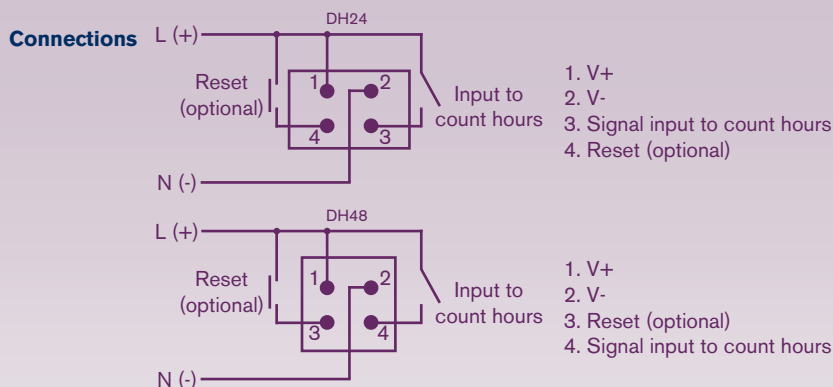 Connections
DH24
L (+)
Reset
(optional)
1
2
4
3
Input to
count hours
N (-)
1. V+
2. V-
3. Signal input to count hours
4. Reset (optional)
DH48
L (+)
Reset
(optional)
1
2
3
4
Input to
count hours
N (-)
1. V+
2. V-
3. Reset (optional)
4. Signal input to count hours